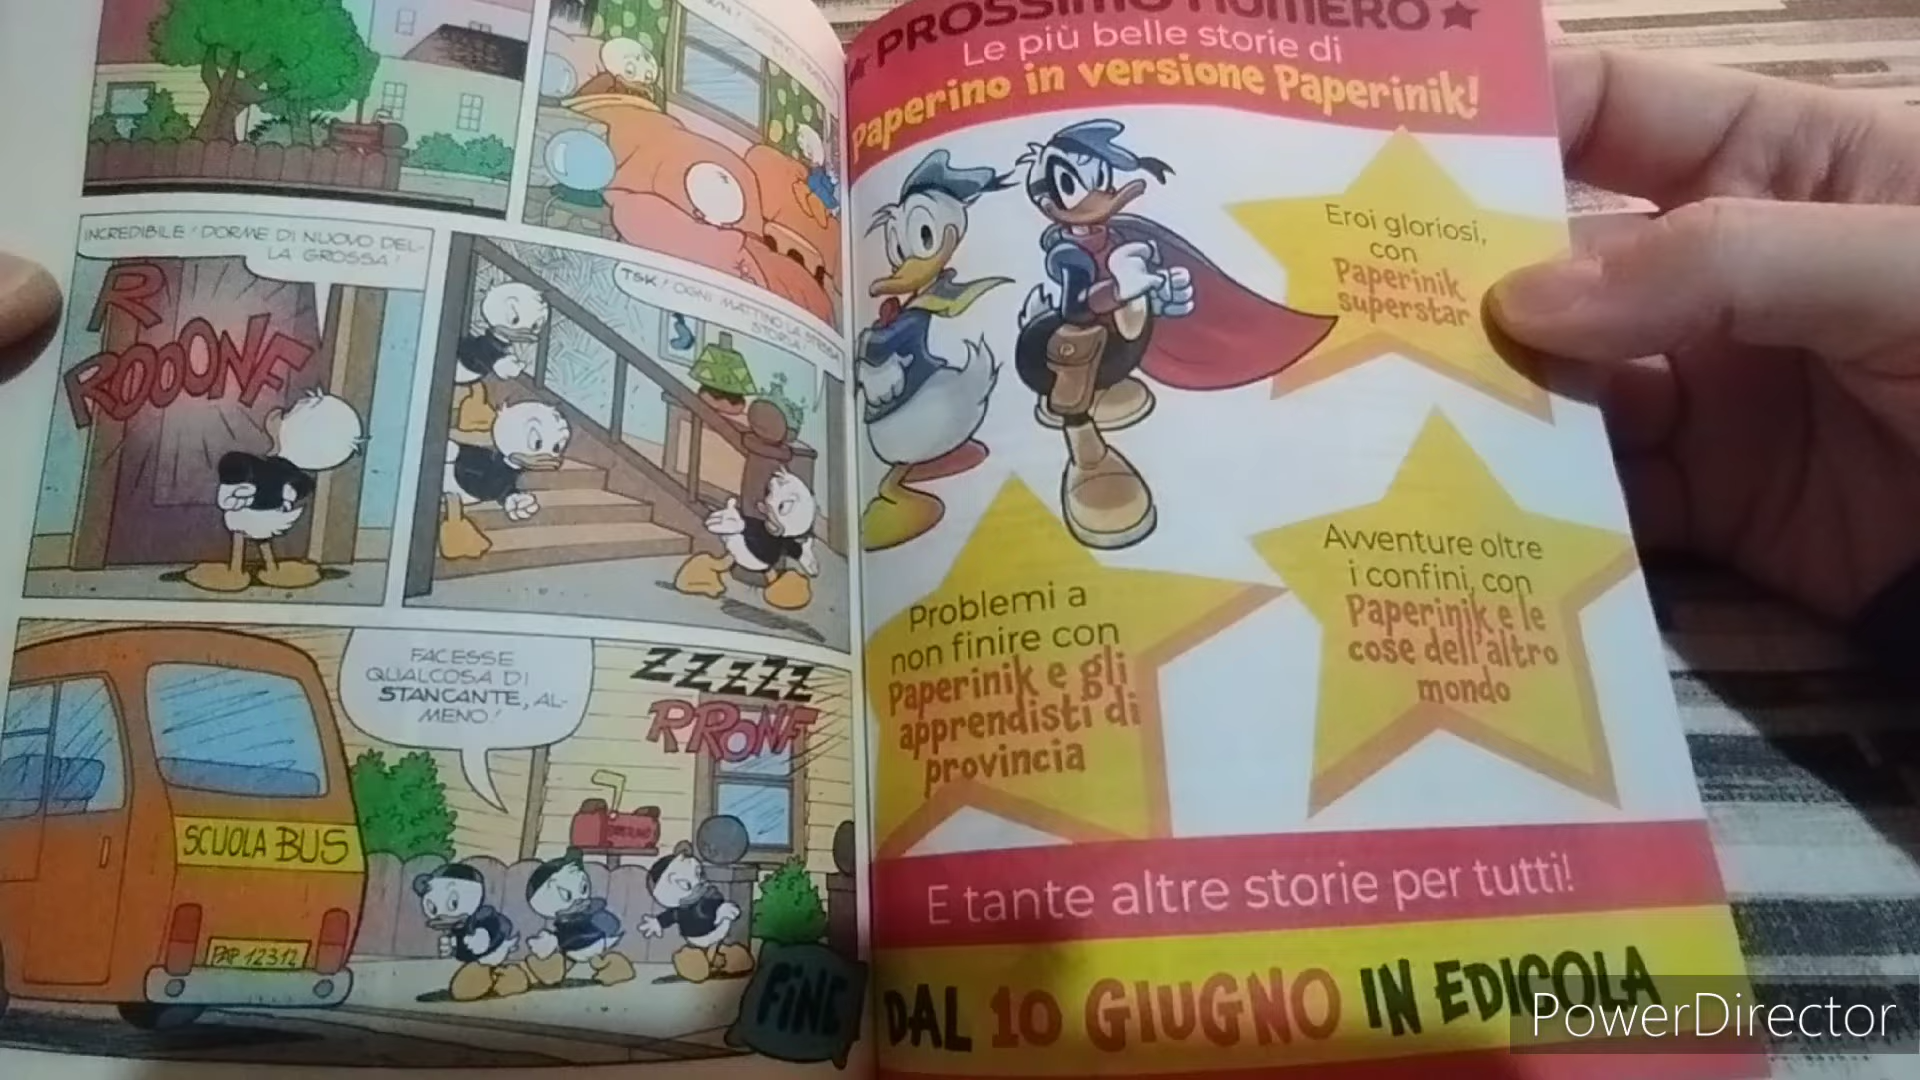 INCREDIBILE! DORME DI NUOVO DEL-
LA GROSSA!
R
ROOONF
TSK! OGNI MATTINO LA STESSA
STORIA!
FACESSE
QUALCOSA DI
STANCANTE, AL-
MENO!
ZZZZZ
RRONF
SCUOLA BUS
PAP 12312
FINE
PROSSIMO NUMERO
Le più belle storie di
Paperino in versione Paperinik!
Eroi gloriosi,
con
Paperinik
superstar
Problemi a
non finire con
Paperinik e gli
apprendisti di
provincia
Avventure oltre
i confini, con
Paperinik e le
cose dell'altro
mondo
E tante altre storie per tutti!
DAL 10 GIUGNO IN EDICOLA
PowerDirector